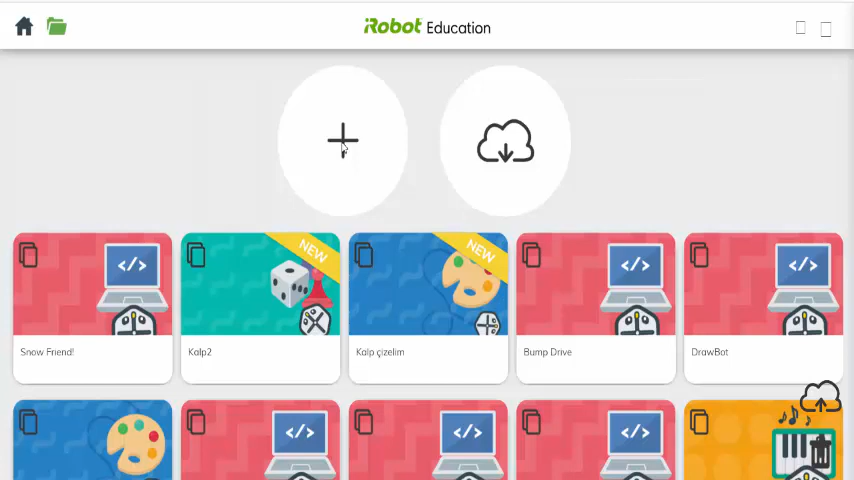 iRobot Education
NEW
NEW
</>
</>
</>
Snow Friend!
Kalp2
Kalp çizelim
Bump Drive
DrawBot
</>
</>
</>